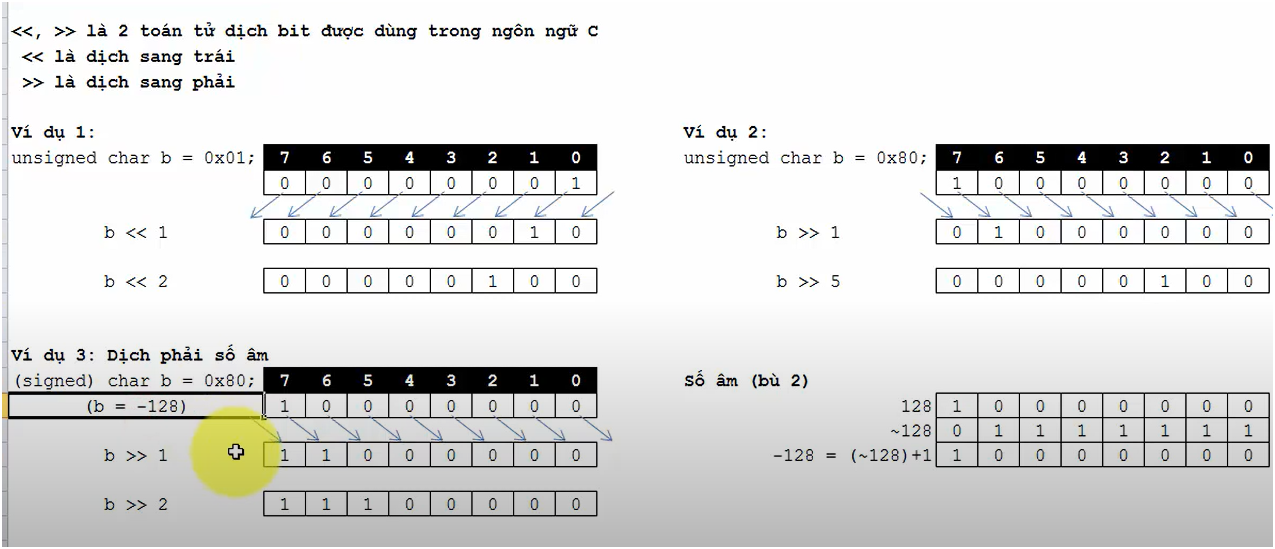 <<, >> là 2 toán tử dịch bit được dùng trong ngôn ngữ C
<< là dịch sang trái
>> là dịch sang phải
Ví dụ 1:
unsigned char b = 0x01; 7 6 5 4 3 2 1 0
0 0 0 0 0 0 0 1
b << 1 0 0 0 0 0 0 1 0
b << 2 0 0 0 0 0 1 0 0
Ví dụ 2:
unsigned char b = 0x80; 7 6 5 4 3 2 1 0
1 0 0 0 0 0 0 0
b >> 1 0 1 0 0 0 0 0 0
b >> 5 0 0 0 0 0 1 0 0
Ví dụ 3: Dịch phải số âm
(signed) char b = 0x80; 7 6 5 4 3 2 1 0
(b = -128) 1 0 0 0 0 0 0 0
b >> 1 1 1 0 0 0 0 0 0
b >> 2 1 1 1 0 0 0 0 0
Số âm (bù 2)
128 1 0 0 0 0 0 0 0
~128 0 1 1 1 1 1 1 1
-128 = (~128)+1 1 0 0 0 0 0 0 0